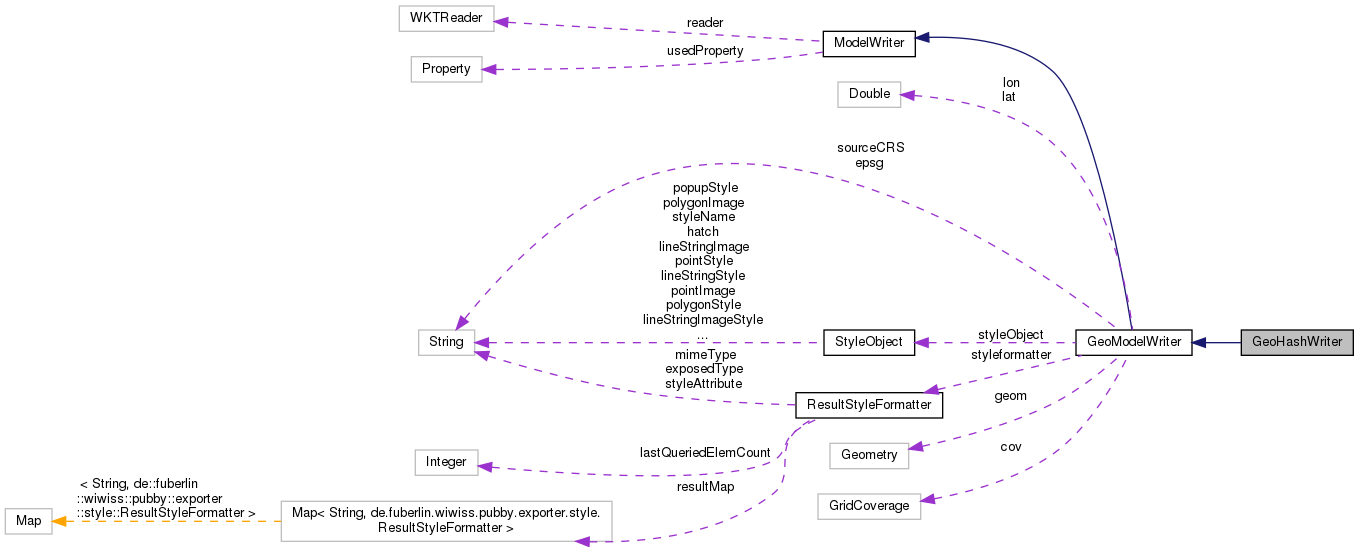 WKTReader
reader
ModelWriter
usedProperty
Property
Double
lon
lat
sourceCRS
epsg
popupStyle
polygonImage
styleName
hatch
lineStringImage
pointStyle
lineStringStyle
pointImage
polygonStyle
lineStringImageStyle
...
String
StyleObject
styleObject
GeoModelWriter
GeoHashWriter
mimeType
exposedType
styleAttribute
styleformatter
ResultStyleFormatter
geom
Geometry
cov
GridCoverage
lastQueriedElemCount
Integer
resultMap
< String, de::fuberlin
::wiwiss::pubby::exporter
::style::ResultStyleFormatter >
Map
Map< String, de.fuberlin.wiwiss.pubby.exporter.style.
ResultStyleFormatter >